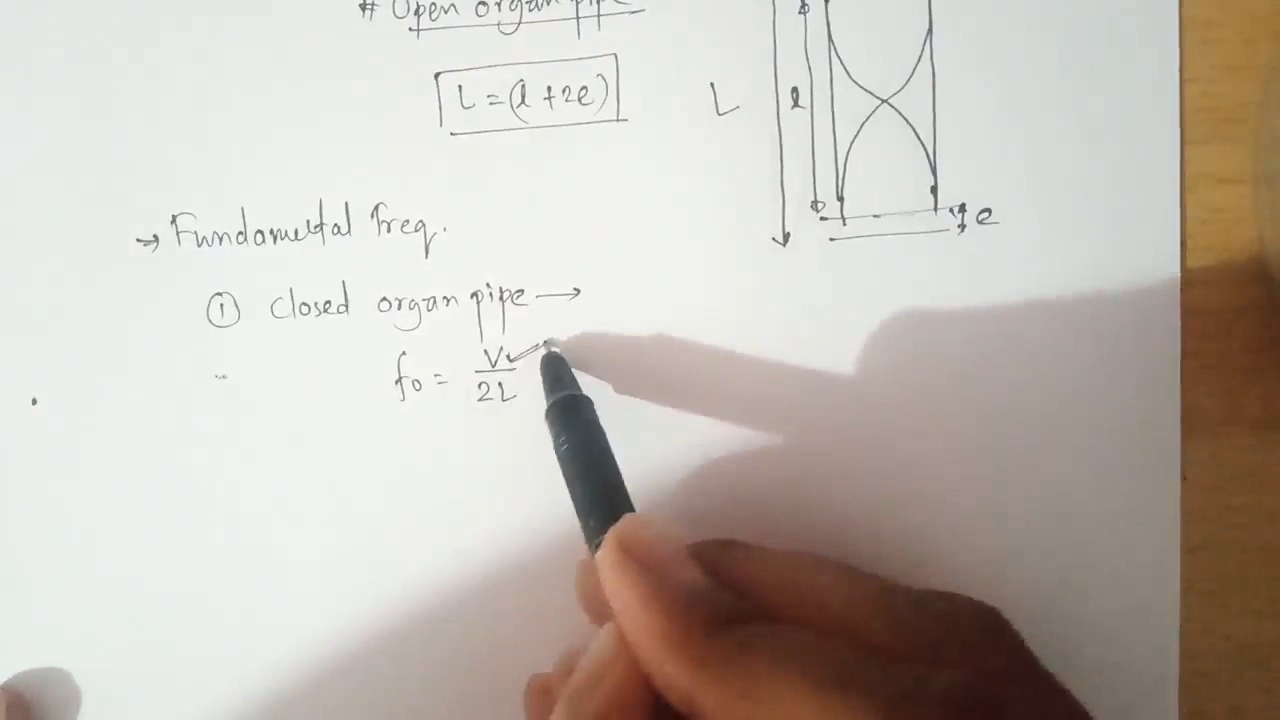 # Open organ pipe
L = (l + 2e)
L
l
e
→ Fundamental freq.
① Closed organ pipe →
f0 = V/2L